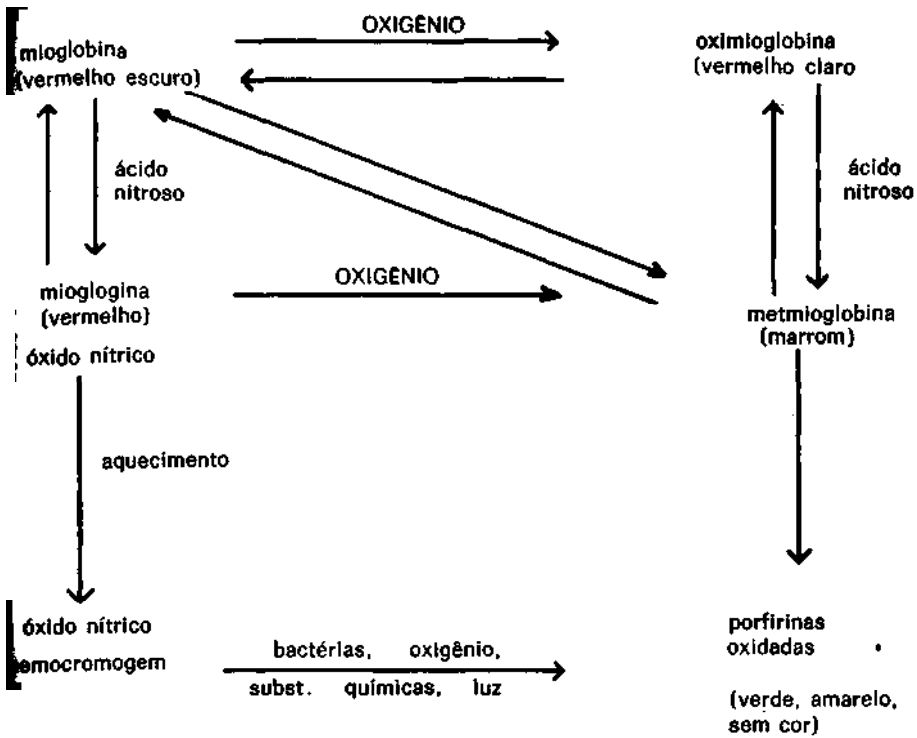 OXIGÊNIO
mioglobina
(vermelho escuro)
oximioglobina
(vermelho claro
ácido
nitroso
ácido
nitroso
OXIGÊNIO
mioglogina
(vermelho)
óxido nítrico
metmioglobina
(marrom)
aquecimento
óxido nítrico
emocromogem
bactérias, oxigênio,
subst. químicas, luz
porfirinas
oxidadas
(verde, amarelo,
sem cor)